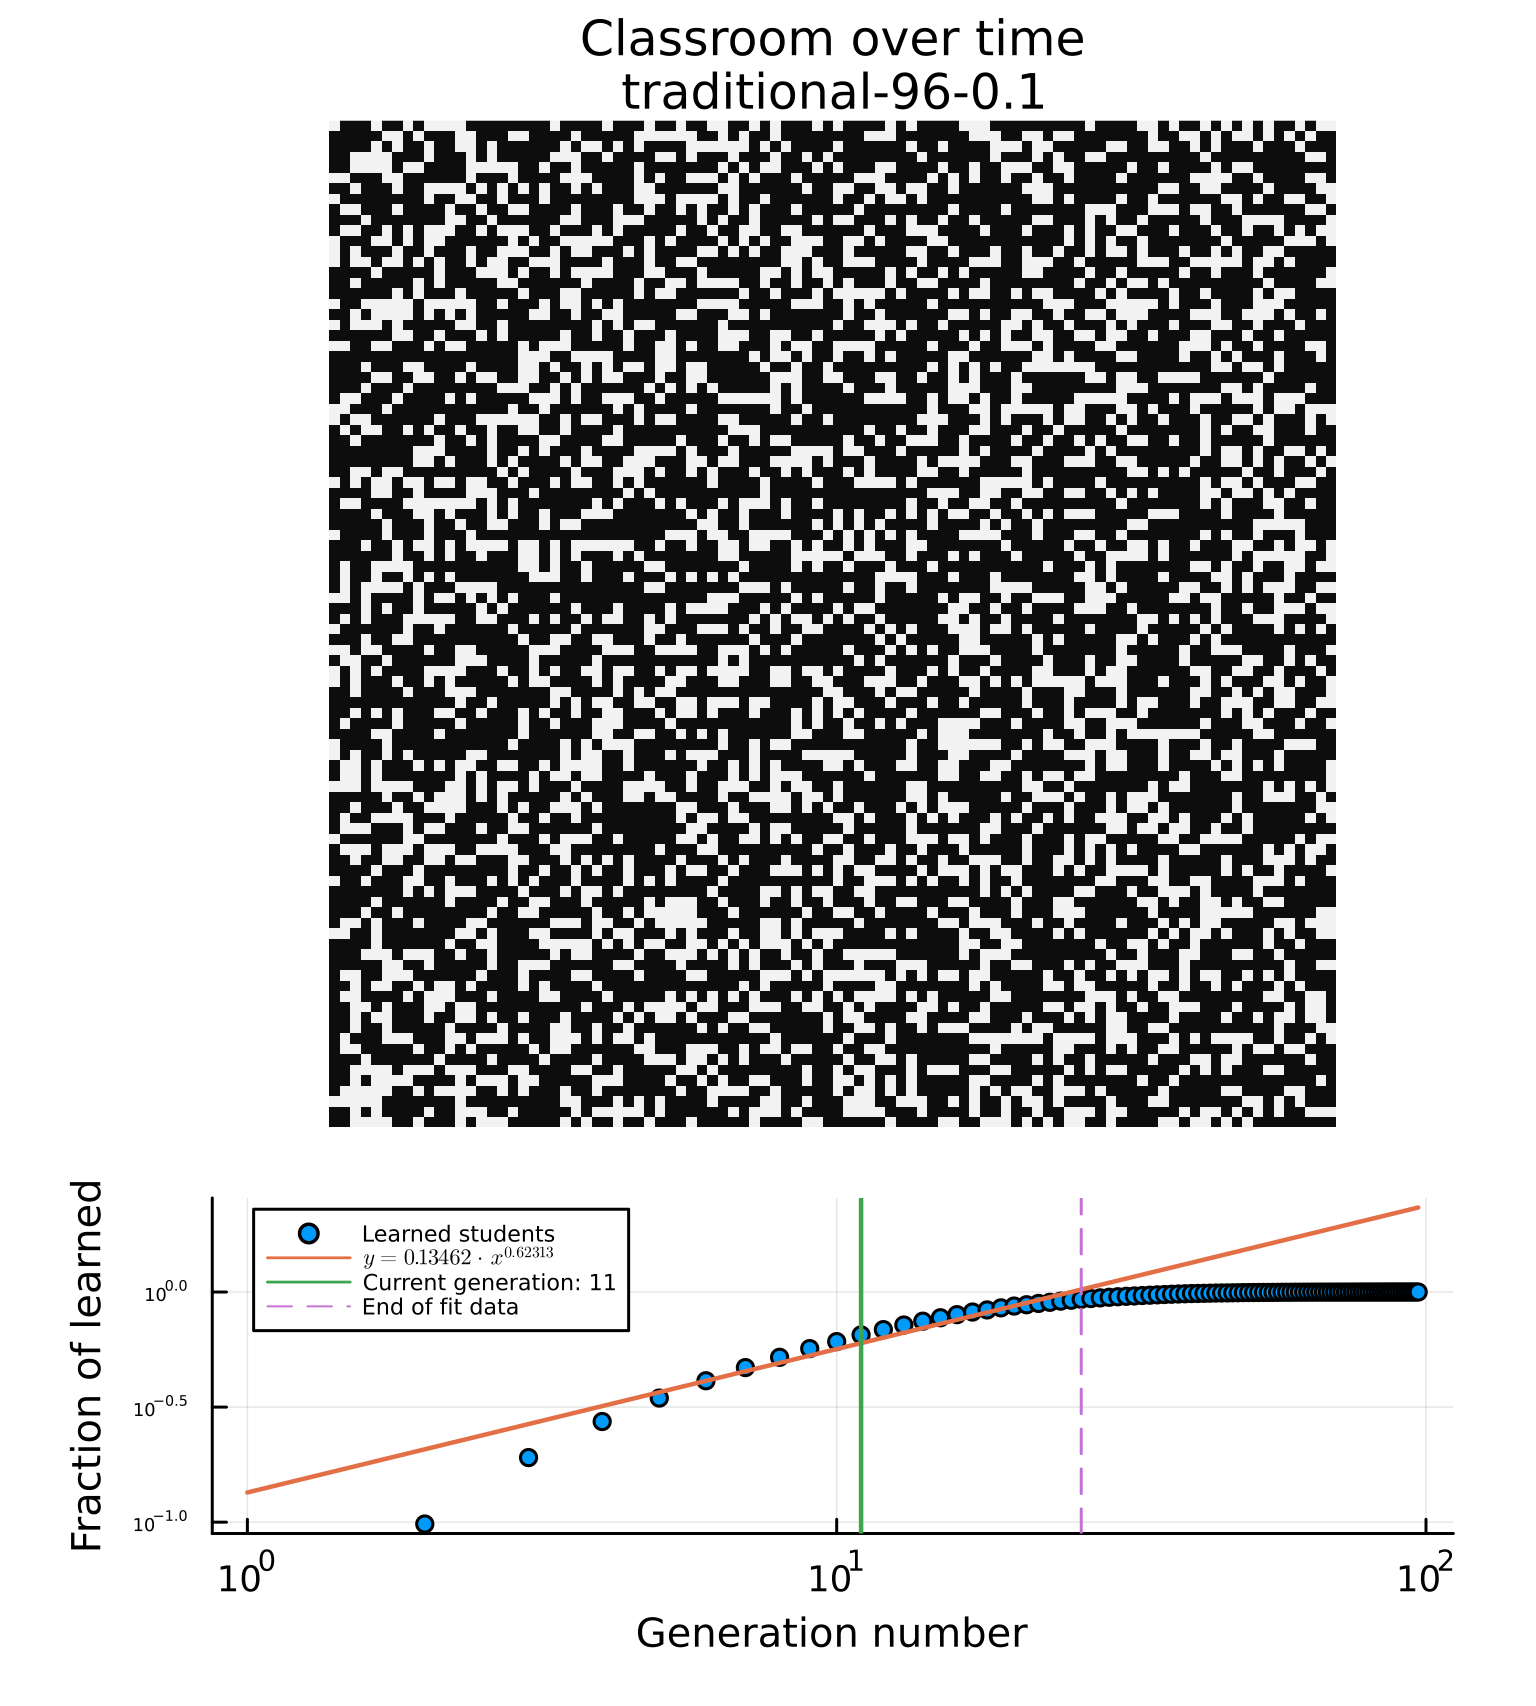 Classroom over time
traditional-96-0.1
Fraction of learned
Learned students
y = 0.13462 · x^0.62313
Current generation: 11
End of fit data
10^0.0
10^−0.5
10^−1.0
10^0
10^1
10^2
Generation number